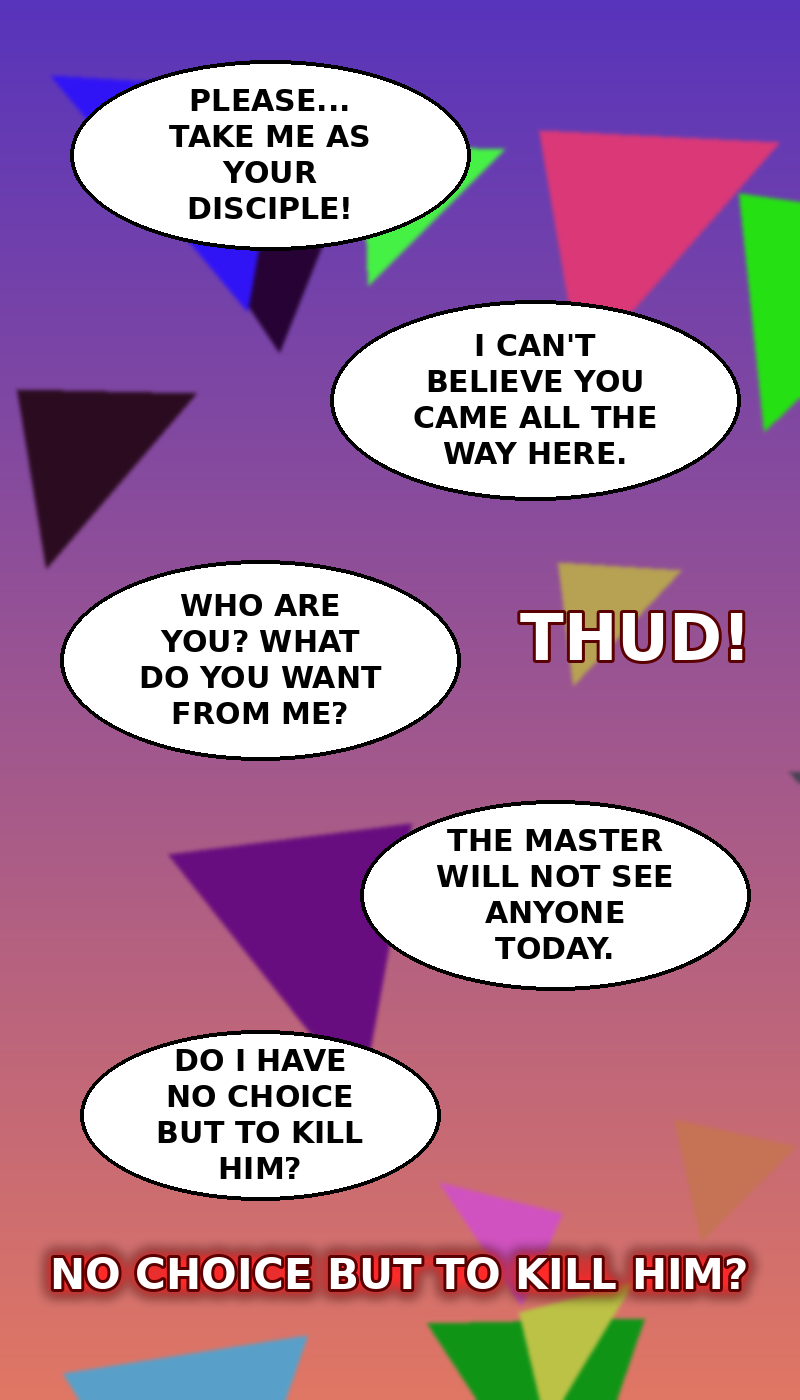 PLEASE...
TAKE ME AS
YOUR
DISCIPLE!
I CAN'T
BELIEVE YOU
CAME ALL THE
WAY HERE.
WHO ARE
YOU? WHAT
DO YOU WANT
FROM ME?
THUD!
THE MASTER
WILL NOT SEE
ANYONE
TODAY.
DO I HAVE
NO CHOICE
BUT TO KILL
HIM?
NO CHOICE BUT TO KILL HIM?